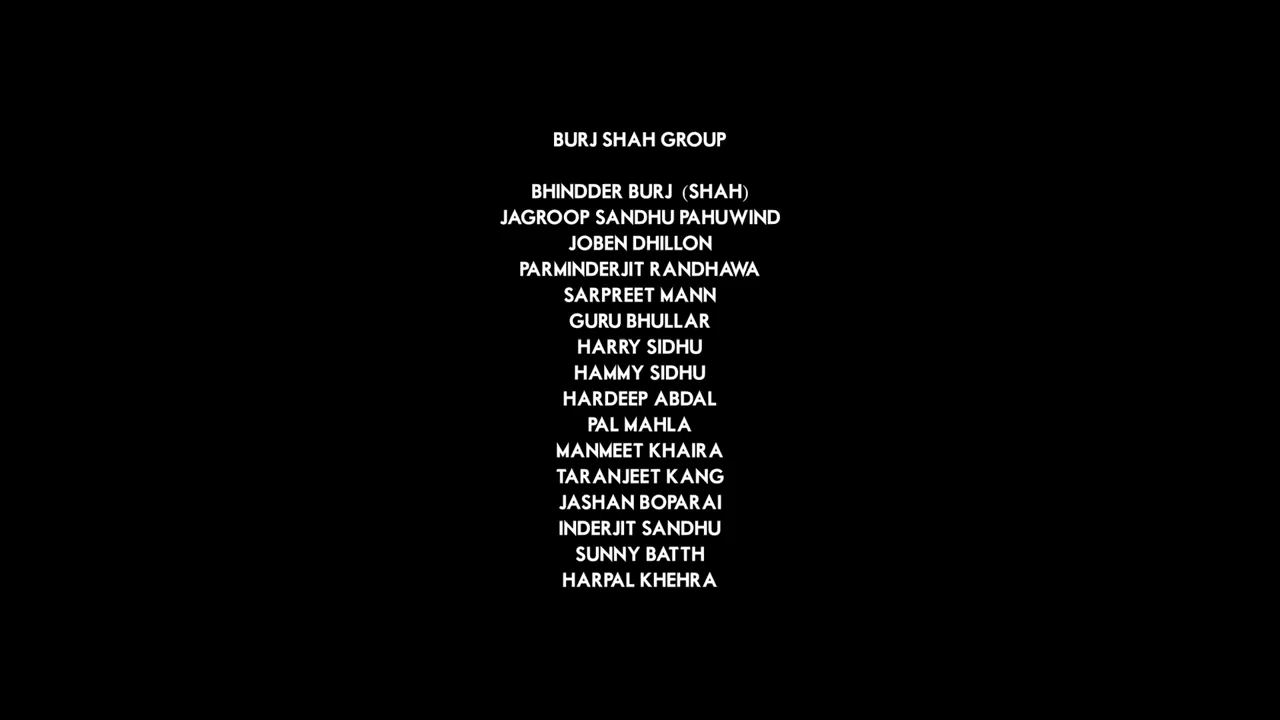 BURJ SHAH GROUP
BHINDDER BURJ (SHAH)
JAGROOP SANDHU PAHUWIND
JOBEN DHILLON
PARMINDERJIT RANDHAWA
SARPREET MANN
GURU BHULLAR
HARRY SIDHU
HAMMY SIDHU
HARDEEP ABDAL
PAL MAHLA
MANMEET KHAIRA
TARANJEET KANG
JASHAN BOPARAI
INDERJIT SANDHU
SUNNY BATTH
HARPAL KHEHRA